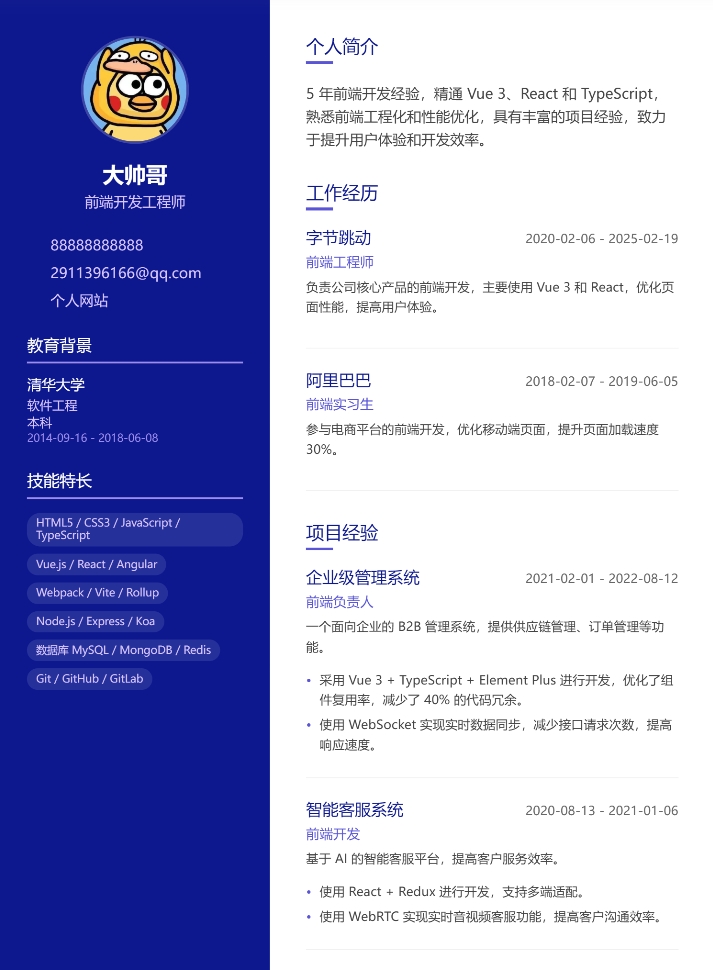 大帅哥
前端开发工程师
88888888888
2911396166@qq.com
个人网站
教育背景
清华大学
软件工程
本科
2014-09-16 - 2018-06-08
技能特长
HTML5 / CSS3 / JavaScript /
TypeScript
Vue.js / React / Angular
Webpack / Vite / Rollup
Node.js / Express / Koa
数据库 MySQL / MongoDB / Redis
Git / GitHub / GitLab
个人简介
5 年前端开发经验，精通 Vue 3、React 和 TypeScript，
熟悉前端工程化和性能优化，具有丰富的项目经验，致力
于提升用户体验和开发效率。
工作经历
字节跳动 2020-02-06 - 2025-02-19
前端工程师
负责公司核心产品的前端开发，主要使用 Vue 3 和 React，优化页
面性能，提高用户体验。
阿里巴巴 2018-02-07 - 2019-06-05
前端实习生
参与电商平台的前端开发，优化移动端页面，提升页面加载速度
30%。
项目经验
企业级管理系统 2021-02-01 - 2022-08-12
前端负责人
一个面向企业的 B2B 管理系统，提供供应链管理、订单管理等功
能。
• 采用 Vue 3 + TypeScript + Element Plus 进行开发，优化了组
件复用率，减少了 40% 的代码冗余。
• 使用 WebSocket 实现实时数据同步，减少接口请求次数，提高
响应速度。
智能客服系统 2020-08-13 - 2021-01-06
前端开发
基于 AI 的智能客服平台，提高客户服务效率。
• 使用 React + Redux 进行开发，支持多端适配。
• 使用 WebRTC 实现实时音视频客服功能，提高客户沟通效率。